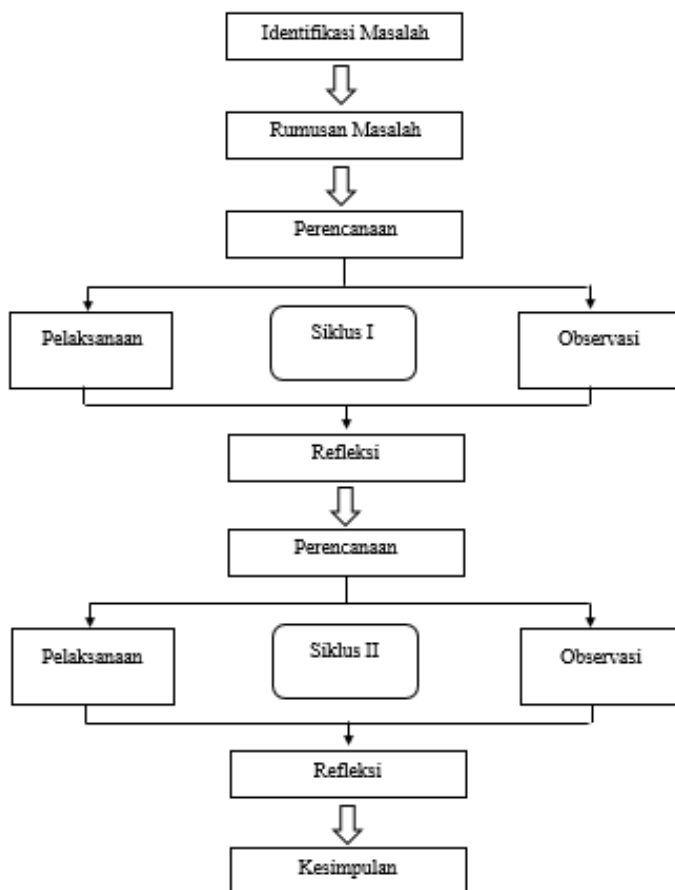 Identifikasi Masalah
Rumusan Masalah
Perencanaan
Pelaksanaan
Siklus I
Observasi
Refleksi
Perencanaan
Pelaksanaan
Siklus II
Observasi
Refleksi
Kesimpulan